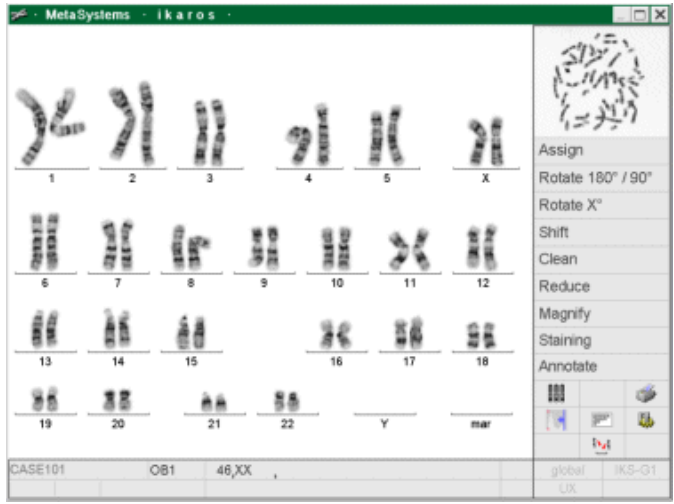 MetaSystems · ikaros ·
1 2 3 4 5 X
6 7 8 9 10 11 12
13 14 15 16 17 18
19 20 21 22 Y mar
Assign
Rotate 180° / 90°
Rotate X°
Shift
Clean
Reduce
Magnify
Staining
Annotate
CASE101 OB1 46,XX , global IKS-G1
UX